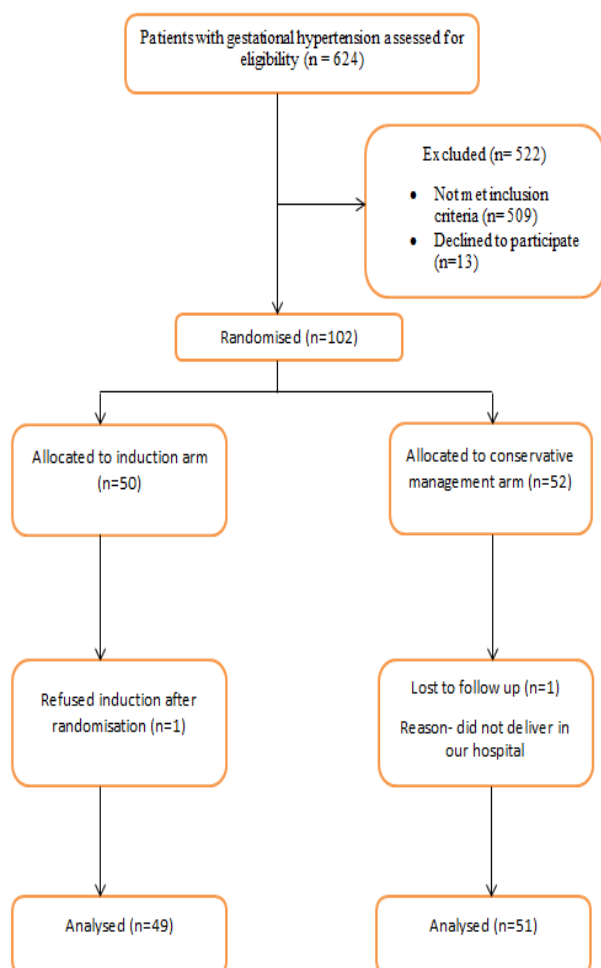 Patients with gestational hypertension assessed for
eligibility (n = 624)
Excluded (n= 522)
• Not met inclusion
criteria (n= 509)
• Declined to participate
(n=13)
Randomised (n=102)
Allocated to induction arm
(n=50)
Allocated to conservative
management arm (n=52)
Refused induction after
randomisation (n=1)
Lost to follow up (n=1)
Reason- did not deliver in
our hospital
Analysed (n=49)
Analysed (n=51)